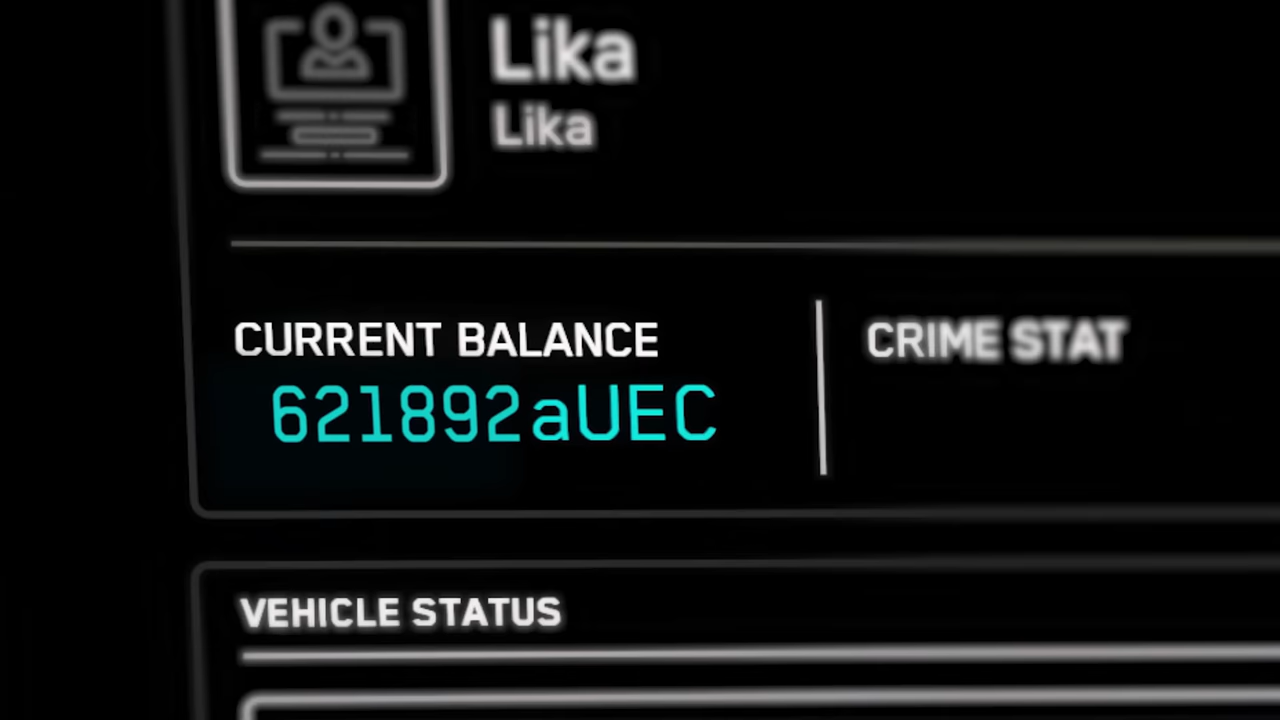 Lika
Lika
CURRENT BALANCE
CRIME STAT
621892aUEC
VEHICLE STATUS